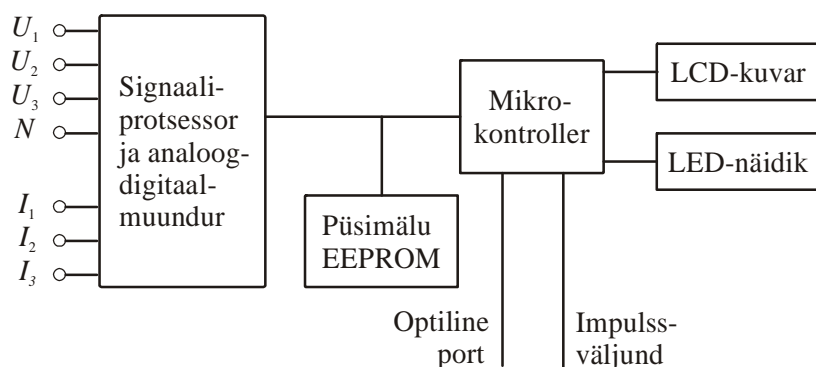 U₁
U₂
U₃
N
I₁
I₂
I₃
Signaali-
protsessor
ja analoog-
digitaal-
muundur
Püsimälu
EEPROM
Mikro-
kontroller
LCD-kuvar
LED-näidik
Optiline
port
Impulss-
väljund